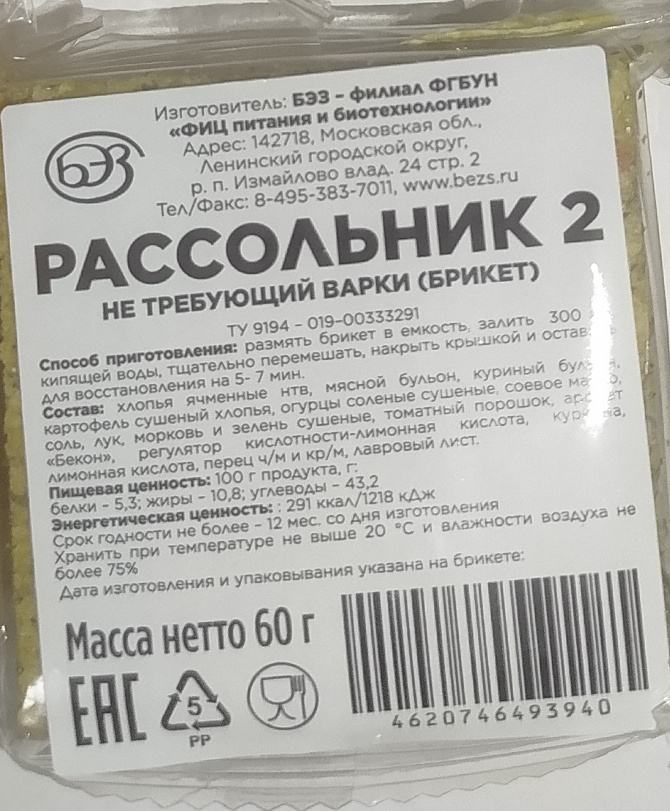 Изготовитель: БЭЗ - филиал ФГБУН
«ФИЦ питания и биотехнологии»
Адрес: 142718, Московская обл.,
Ленинский городской округ,
р. п. Измайлово влад. 24 стр. 2
Тел/Факс: 8-495-383-7011, www.bezs.ru
БЭЗ
РАССОЛЬНИК 2
НЕ ТРЕБУЮЩИЙ ВАРКИ (БРИКЕТ)
ТУ 9194 - 019-00333291
Способ приготовления: размять брикет в емкость, залить 300
кипящей воды, тщательно перемешать, накрыть крышкой и
для восстановления на 5- 7 мин.
Состав: хлопья ячменные нтв, мясной бульон, куриный
картофель сушеный хлопья, огурцы соленые сушеные, соевое
соль, лук, морковь и зелень сушеные, томатный порошок,
«Бекон», регулятор кислотности-лимонная кислота,
лимонная кислота, перец ч/м и кр/м, лавровый лист.
Пищевая ценность: 100 г продукта, г:
белки - 5,3; жиры - 10,8; углеводы - 43,2
Энергетическая ценность: : 291 ккал/1218 кДж
Срок годности не более - 12 мес. со дня изготовления
Хранить при температуре не выше 20 °С и влажности воздуха не
более 75%
Дата изготовления и упаковывания указана на брикете:
Масса нетто 60 г
EAC
5
PP
4620746493940